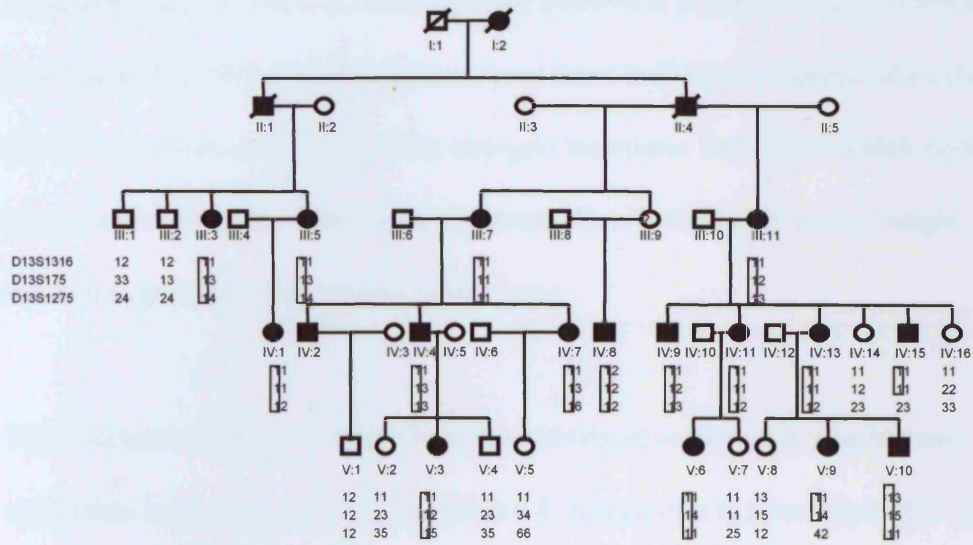 I:1 I:2
II:1 II:2 II:3 II:4 II:5
III:1 III:2 III:3 III:4 III:5 III:6 III:7 III:8 III:9 III:10 III:11
D13S1316 12 12 11 11 11 11
D13S175 33 13 13 13 11 12
D13S1275 24 24 14 14 11 13
IV:1 IV:2 IV:3 IV:4 IV:5 IV:6 IV:7 IV:8 IV:9 IV:10 IV:11 IV:12 IV:13 IV:14 IV:15 IV:16
11 11 11 12 11 11 11 11 11 11
11 13 13 12 12 11 11 12 11 22
12 13 16 12 13 12 12 23 23 33
V:1 V:2 V:3 V:4 V:5 V:6 V:7 V:8 V:9 V:10
12 11 11 11 11 11 11 13 11 13
12 23 12 23 34 14 11 15 14 15
12 35 15 35 66 11 25 12 42 11